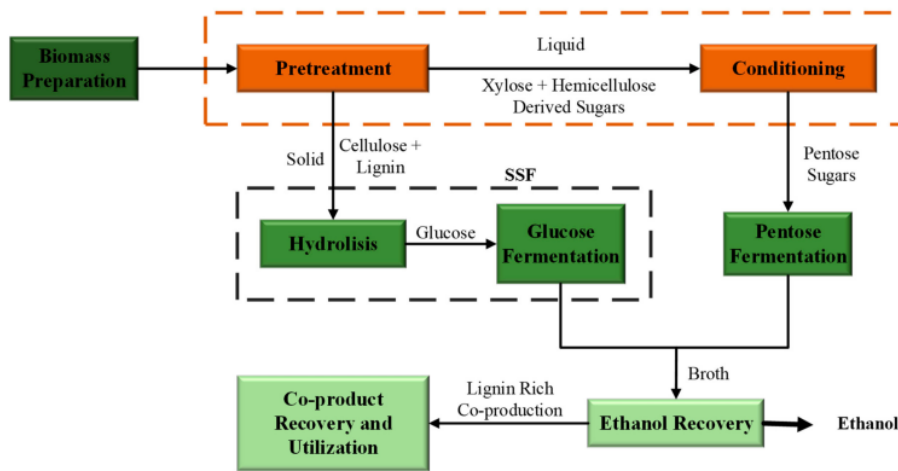 Biomass
Preparation
Pretreatment
Liquid
Xylose + Hemicellulose
Derived Sugars
Conditioning
Solid
Cellulose +
Lignin
Pentose
Sugars
SSF
Hydrolisis
Glucose
Glucose
Fermentation
Pentose
Fermentation
Broth
Co-product
Recovery and
Utilization
Lignin Rich
Co-production
Ethanol Recovery
Ethanol